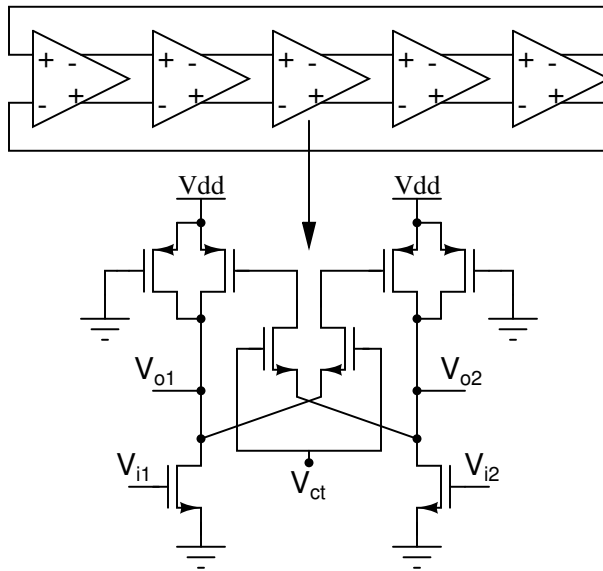 + - + - + - + - + -
- + - + - + - + - +
Vdd Vdd
Vo1 Vo2
Vi1 Vi2
Vct